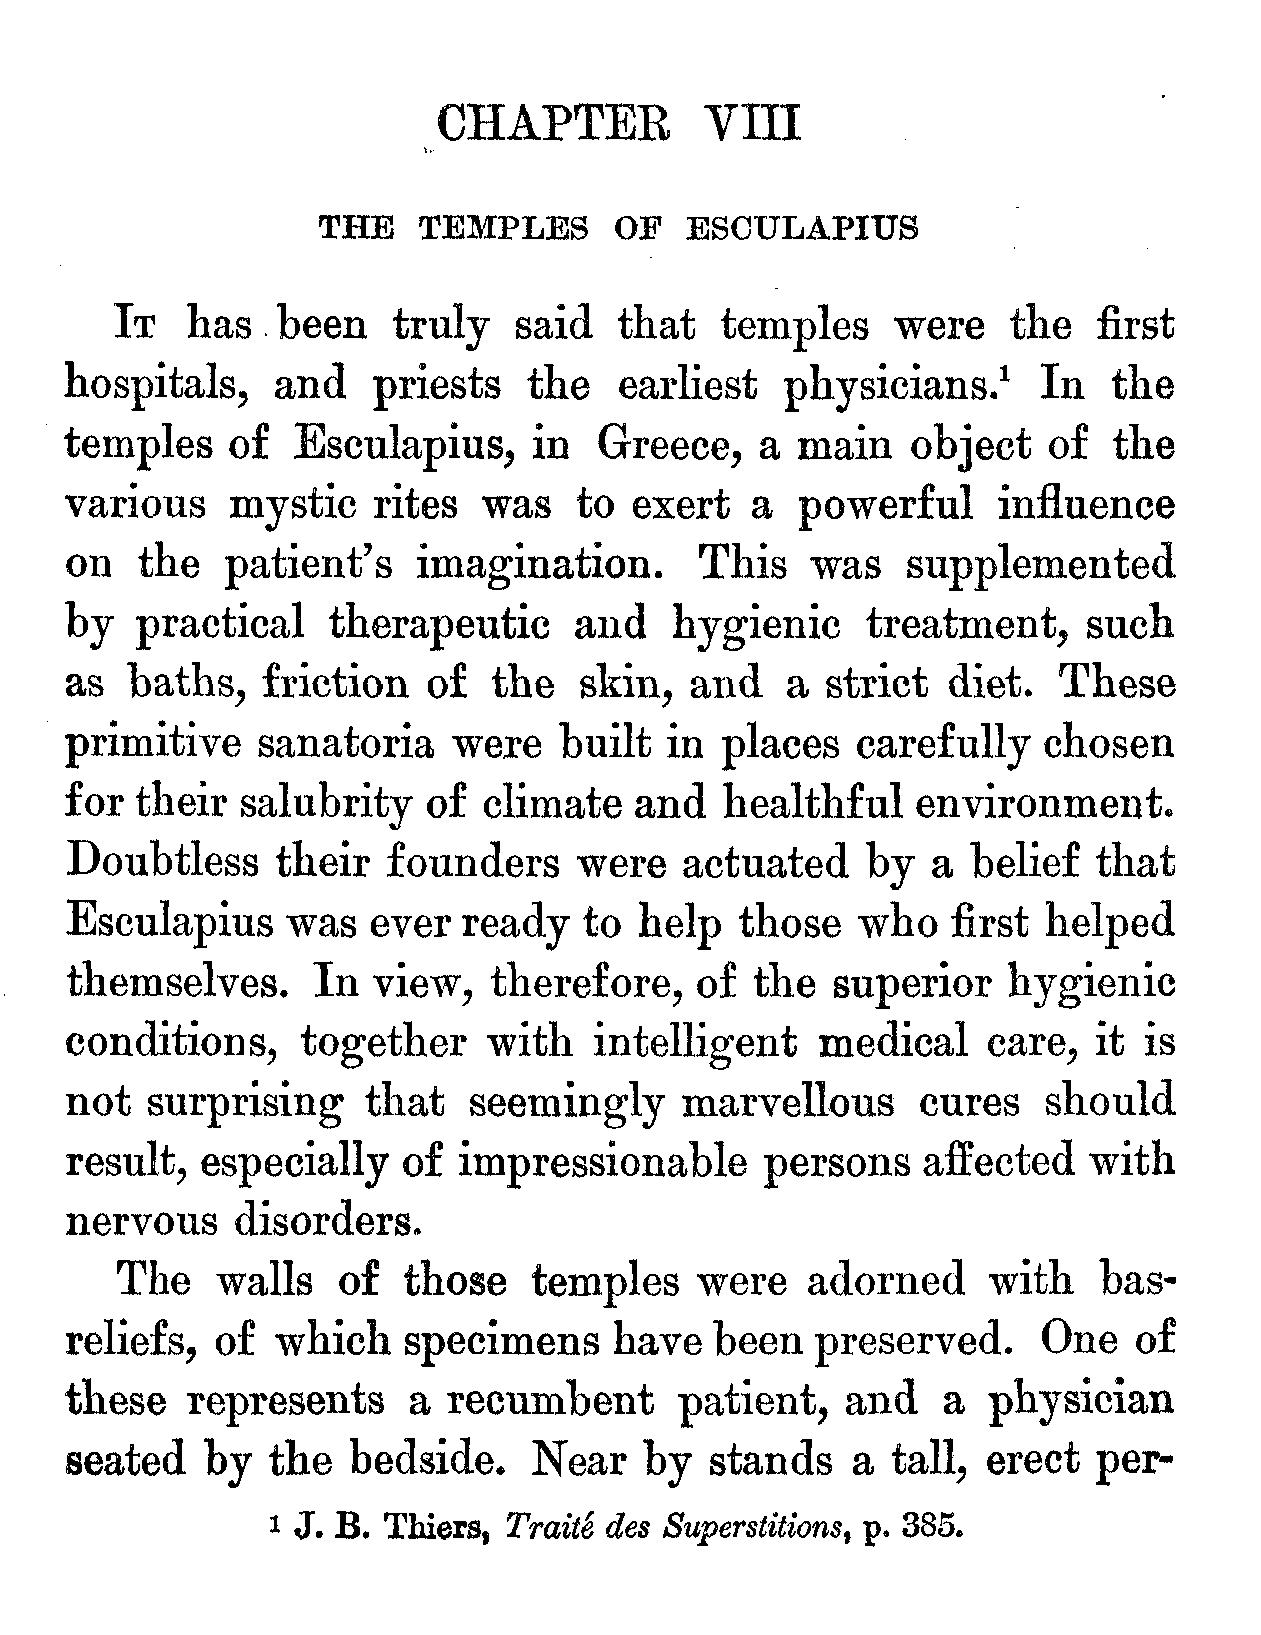 CHAPTER VIII
THE TEMPLES OF ESCULAPIUS
IT has been truly said that temples were the first
hospitals, and priests the earliest physicians.¹ In the
temples of Esculapius, in Greece, a main object of the
various mystic rites was to exert a powerful influence
on the patient's imagination. This was supplemented
by practical therapeutic and hygienic treatment, such
as baths, friction of the skin, and a strict diet. These
primitive sanatoria were built in places carefully chosen
for their salubrity of climate and healthful environment.
Doubtless their founders were actuated by a belief that
Esculapius was ever ready to help those who first helped
themselves. In view, therefore, of the superior hygienic
conditions, together with intelligent medical care, it is
not surprising that seemingly marvellous cures should
result, especially of impressionable persons affected with
nervous disorders.
The walls of those temples were adorned with bas-
reliefs, of which specimens have been preserved. One of
these represents a recumbent patient, and a physician
seated by the bedside. Near by stands a tall, erect per-
1 J. B. Thiers, Traité des Superstitions, p. 385.